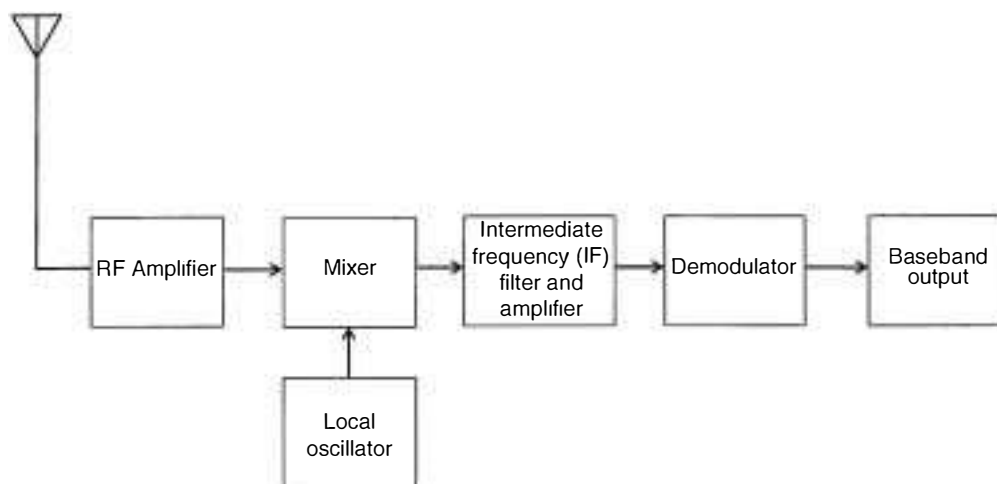 RF Amplifier
Mixer
Intermediate
frequency (IF)
filter and
amplifier
Demodulator
Baseband
output
Local
oscillator